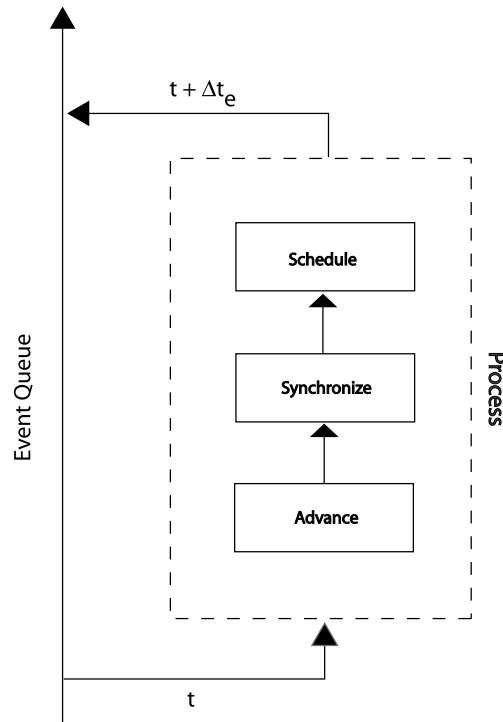 t + Δte
Schedule
Event Queue
Synchronize
Process
Advance
t